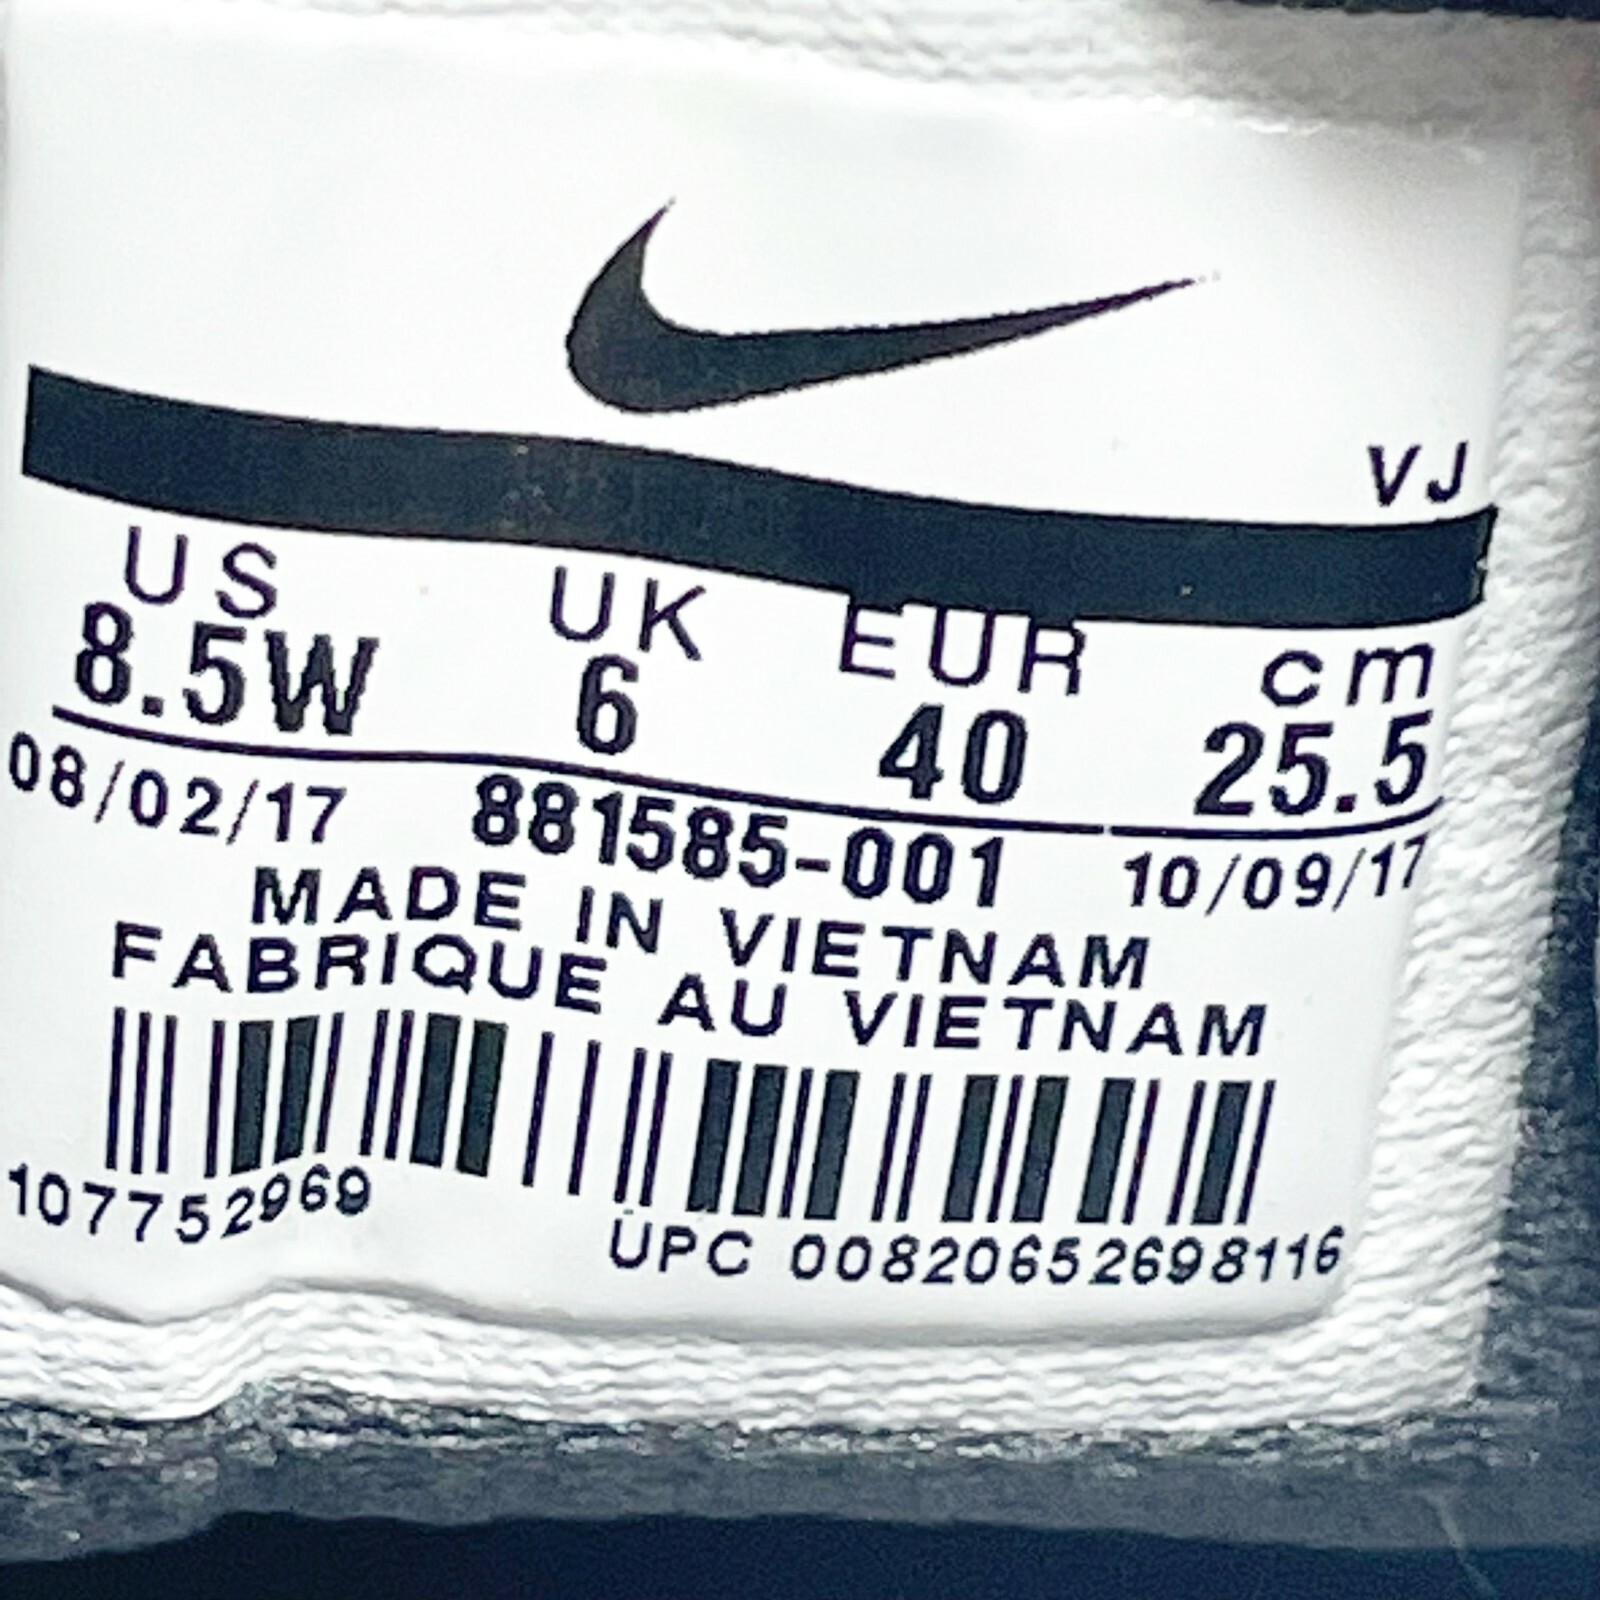 VJ
US UK EUR cm
8.5W 6 40 25.5
08/02/17 881585-001 10/09/17
MADE IN VIETNAM
FABRIQUE AU VIETNAM
1077752969
UPC 00820652698116